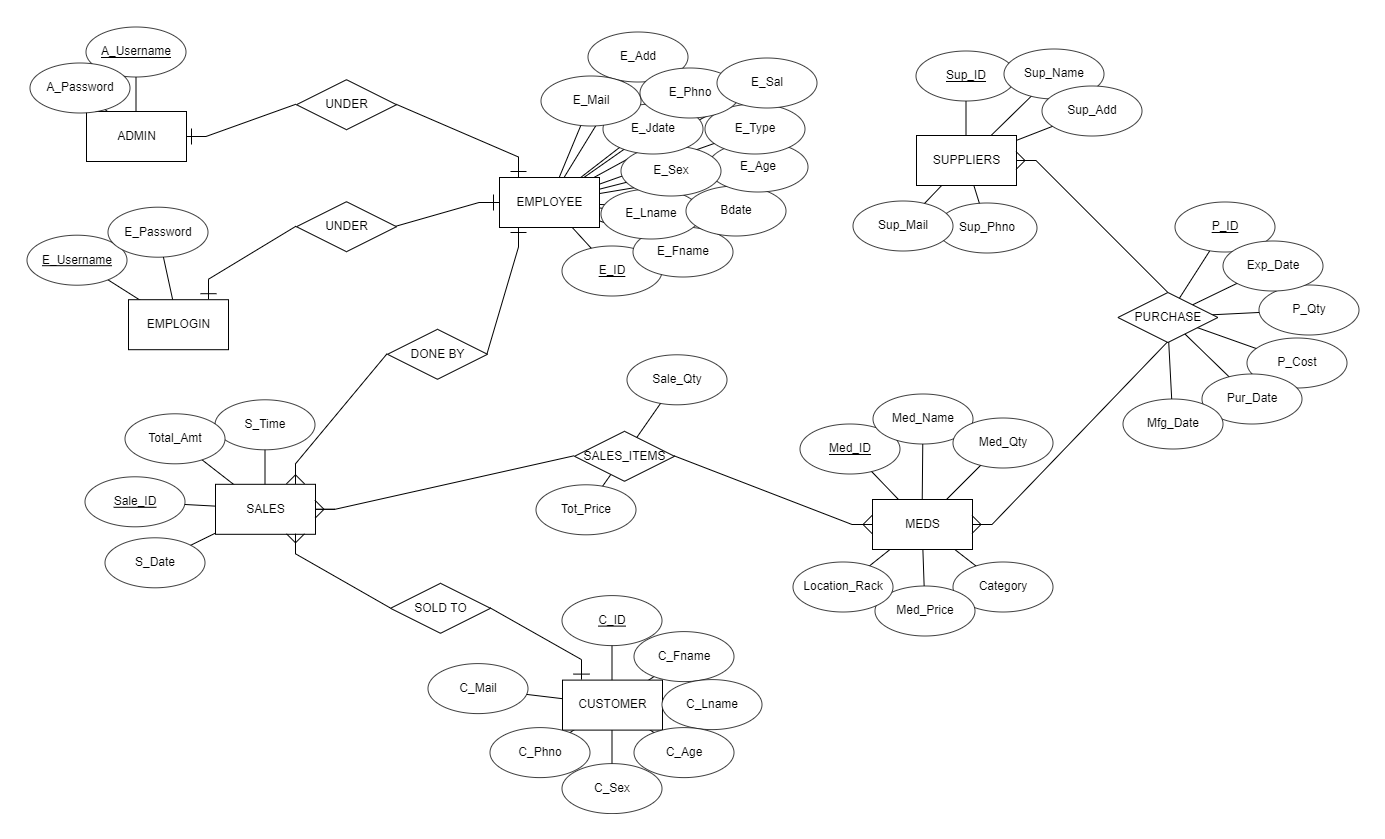 A_Username
A_Password
ADMIN
UNDER
E_Add
E_Mail
E_Phno
E_Sal
E_Jdate
E_Type
E_Sex
E_Age
EMPLOYEE
E_Lname
Bdate
E_ID
E_Fname
Sup_ID
Sup_Name
Sup_Add
SUPPLIERS
Sup_Mail
Sup_Phno
E_Password
E_Username
UNDER
EMPLOGIN
P_ID
Exp_Date
P_Qty
PURCHASE
P_Cost
Pur_Date
Mfg_Date
DONE BY
Sale_Qty
S_Time
Total_Amt
Sale_ID
SALES
S_Date
SALES_ITEMS
Tot_Price
Med_Name
Med_ID
Med_Qty
MEDS
Location_Rack
Med_Price
Category
SOLD TO
C_ID
C_Fname
C_Mail
CUSTOMER
C_Lname
C_Phno
C_Age
C_Sex